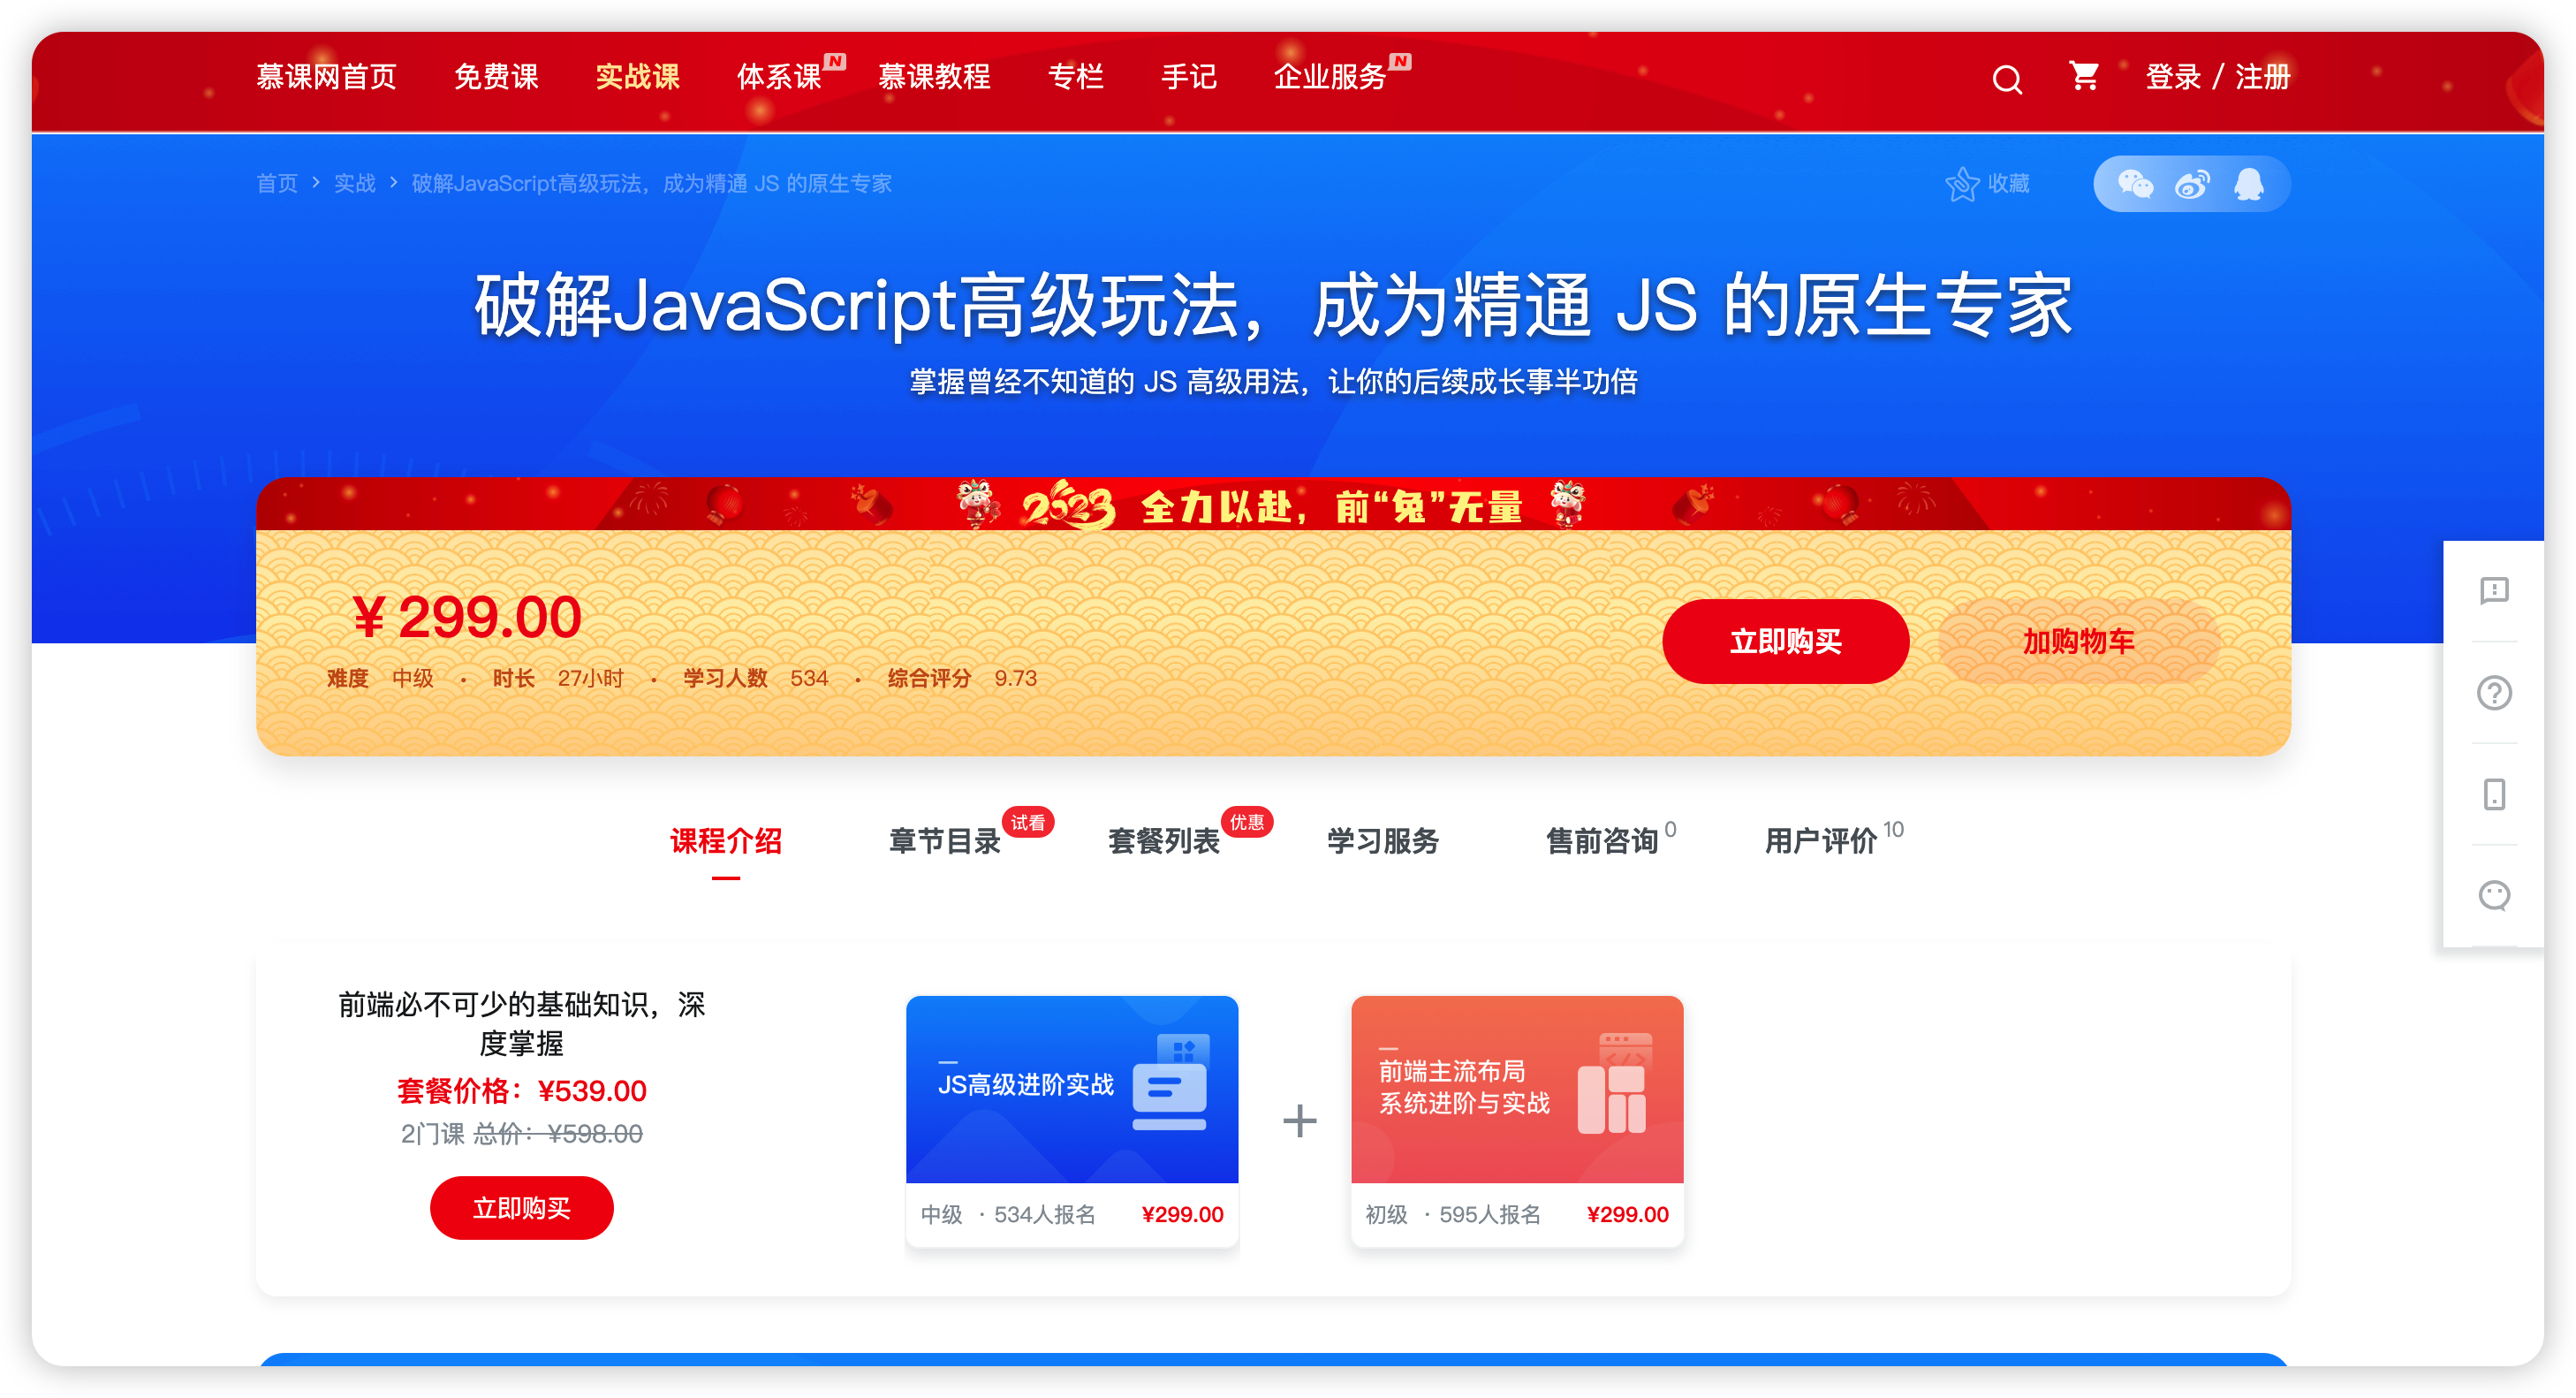 慕课网首页 免费课 实战课 体系课 N 慕课教程 专栏 手记 企业服务 N 登录 / 注册
首页 > 实战 > 破解JavaScript高级玩法，成为精通 JS 的原生专家 收藏
破解JavaScript高级玩法，成为精通 JS 的原生专家
掌握曾经不知道的 JS 高级用法，让你的后续成长事半功倍
2023 全力以赴，前“兔”无量
¥ 299.00
难度 中级 · 时长 27小时 · 学习人数 534 · 综合评分 9.73
立即购买 加购物车
课程介绍 章节目录 试看 套餐列表 优惠 学习服务 售前咨询 0 用户评价 10
前端必不可少的基础知识，深
度掌握
套餐价格：¥539.00
2门课 总价：¥598.00
立即购买
JS高级进阶实战
中级 · 534人报名 ¥299.00
+
前端主流布局
系统进阶与实战
初级 · 595人报名 ¥299.00